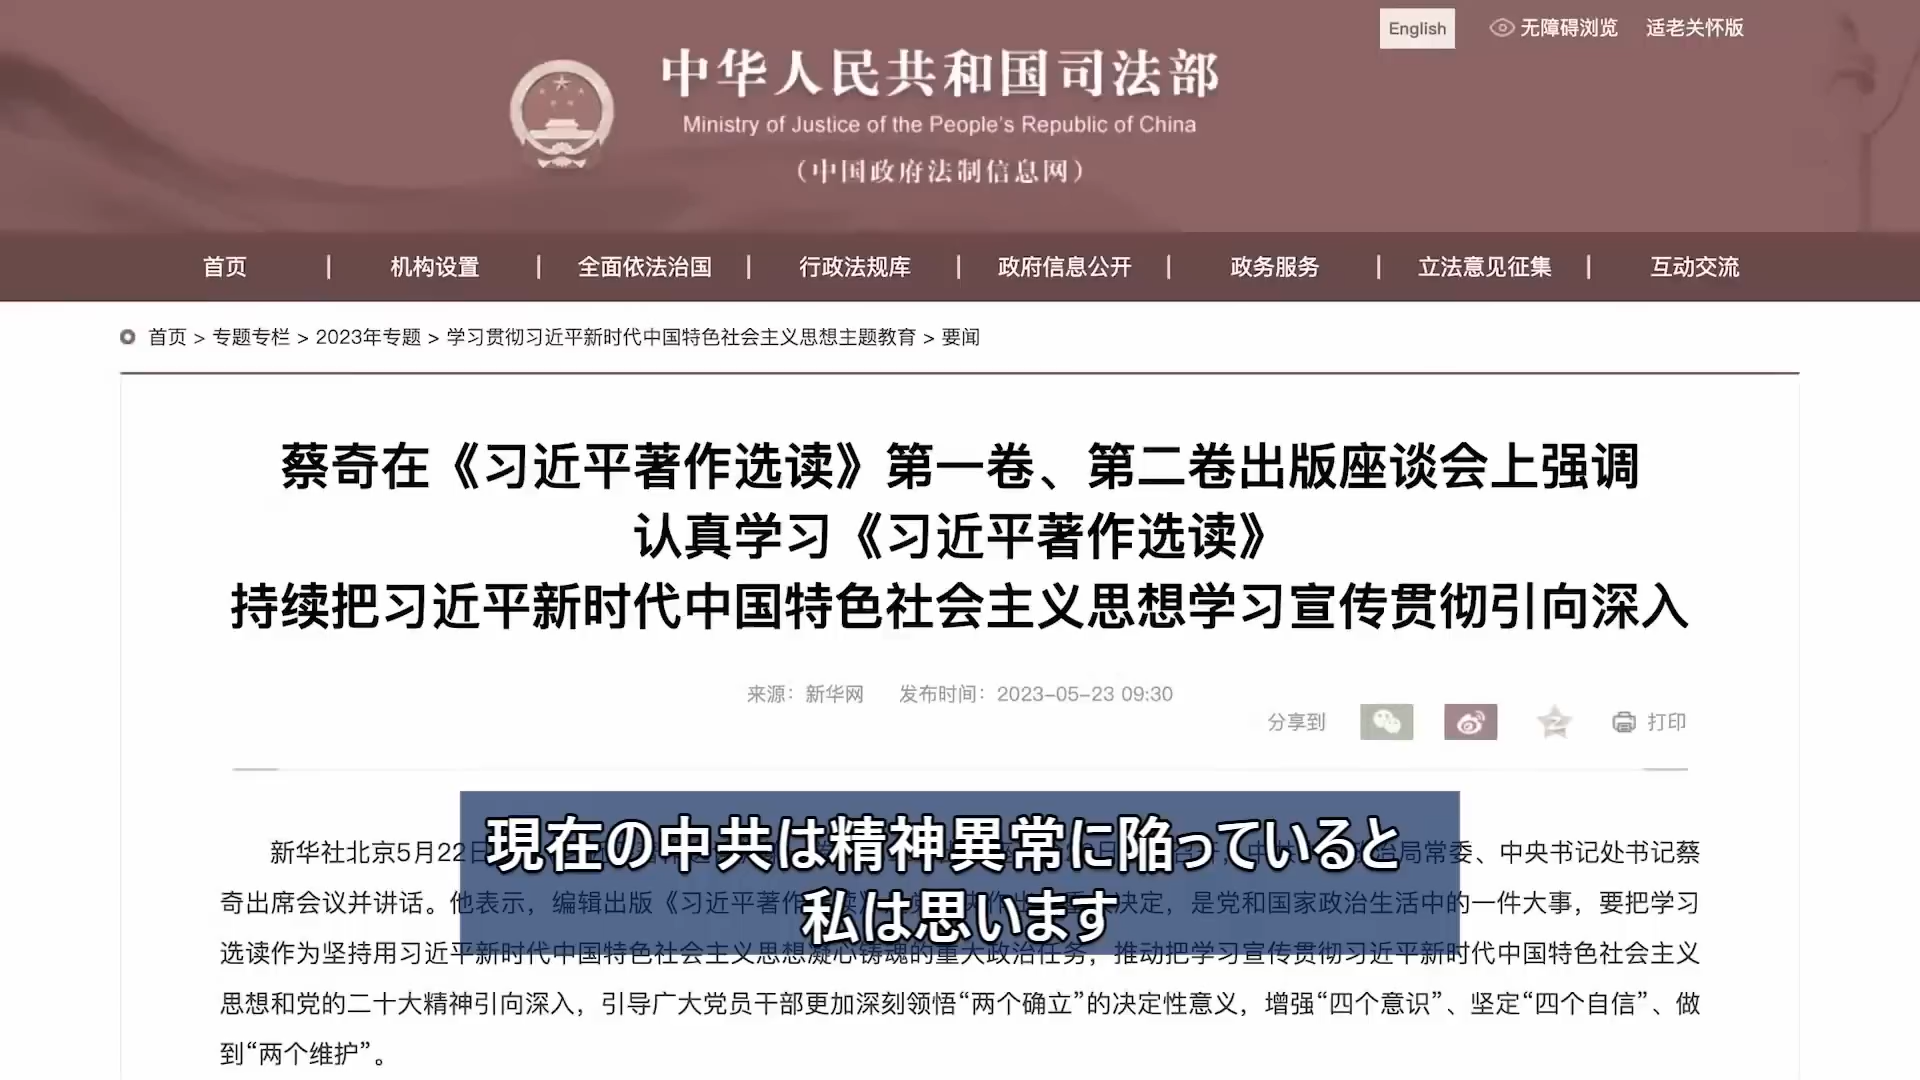 English 无障碍浏览 适老关怀版
中华人民共和国司法部
Ministry of Justice of the People's Republic of China
（中国政府法制信息网）
首页 | 机构设置 | 全面依法治国 | 行政法规库 | 政府信息公开 | 政务服务 | 立法意见征集 | 互动交流
首页 > 专题专栏 > 2023年专题 > 学习贯彻习近平新时代中国特色社会主义思想主题教育 > 要闻
蔡奇在《习近平著作选读》第一卷、第二卷出版座谈会上强调
认真学习《习近平著作选读》
持续把习近平新时代中国特色社会主义思想学习宣传贯彻引向深入
来源：新华网 发布时间：2023-05-23 09:30
分享到 打印
新华社北京5月22日 治局常委、中央书记处书记蔡
現在の中共は精神異常に陥っていると
奇出席会议并讲话。他表示，编辑出版《习近平著作 决定，是党和国家政治生活中的一件大事，要把学习
私は思います
选读作为坚持用习近平新时代中国特色社会主义思想凝心铸魂的重大政治任务，推动把学习宣传贯彻习近平新时代中国特色社会主义
思想和党的二十大精神引向深入，引导广大党员干部更加深刻领悟“两个确立”的决定性意义，增强“四个意识”、坚定“四个自信”、做
到“两个维护”。